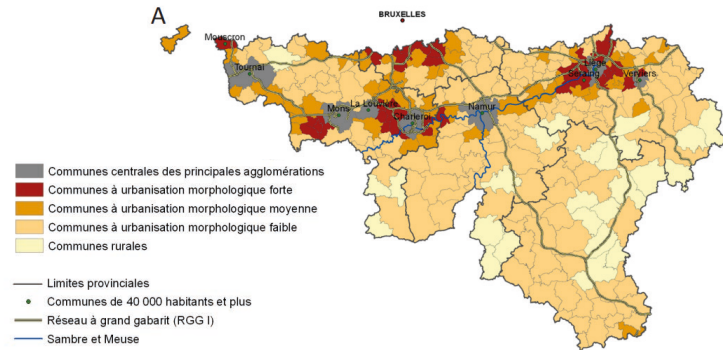 A
BRUXELLES
Mouscron
Tournai
Mons
La Louvière
Charleroi
Namur
Liège
Seraing
Verviers
Communes centrales des principales agglomérations
Communes à urbanisation morphologique forte
Communes à urbanisation morphologique moyenne
Communes à urbanisation morphologique faible
Communes rurales
Limites provinciales
Communes de 40 000 habitants et plus
Réseau à grand gabarit (RGG I)
Sambre et Meuse